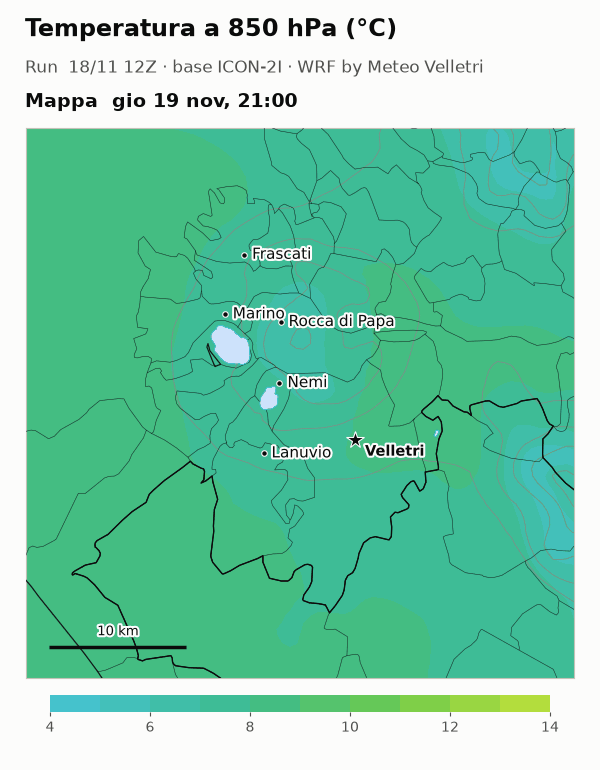 Temperatura a 850 hPa (°C)
Run 18/11 12Z · base ICON-2I · WRF by Meteo Velletri
Mappa gio 19 nov, 21:00
Frascati
Marino
Rocca di Papa
Nemi
Velletri
Lanuvio
10 km
4 6 8 10 12 14